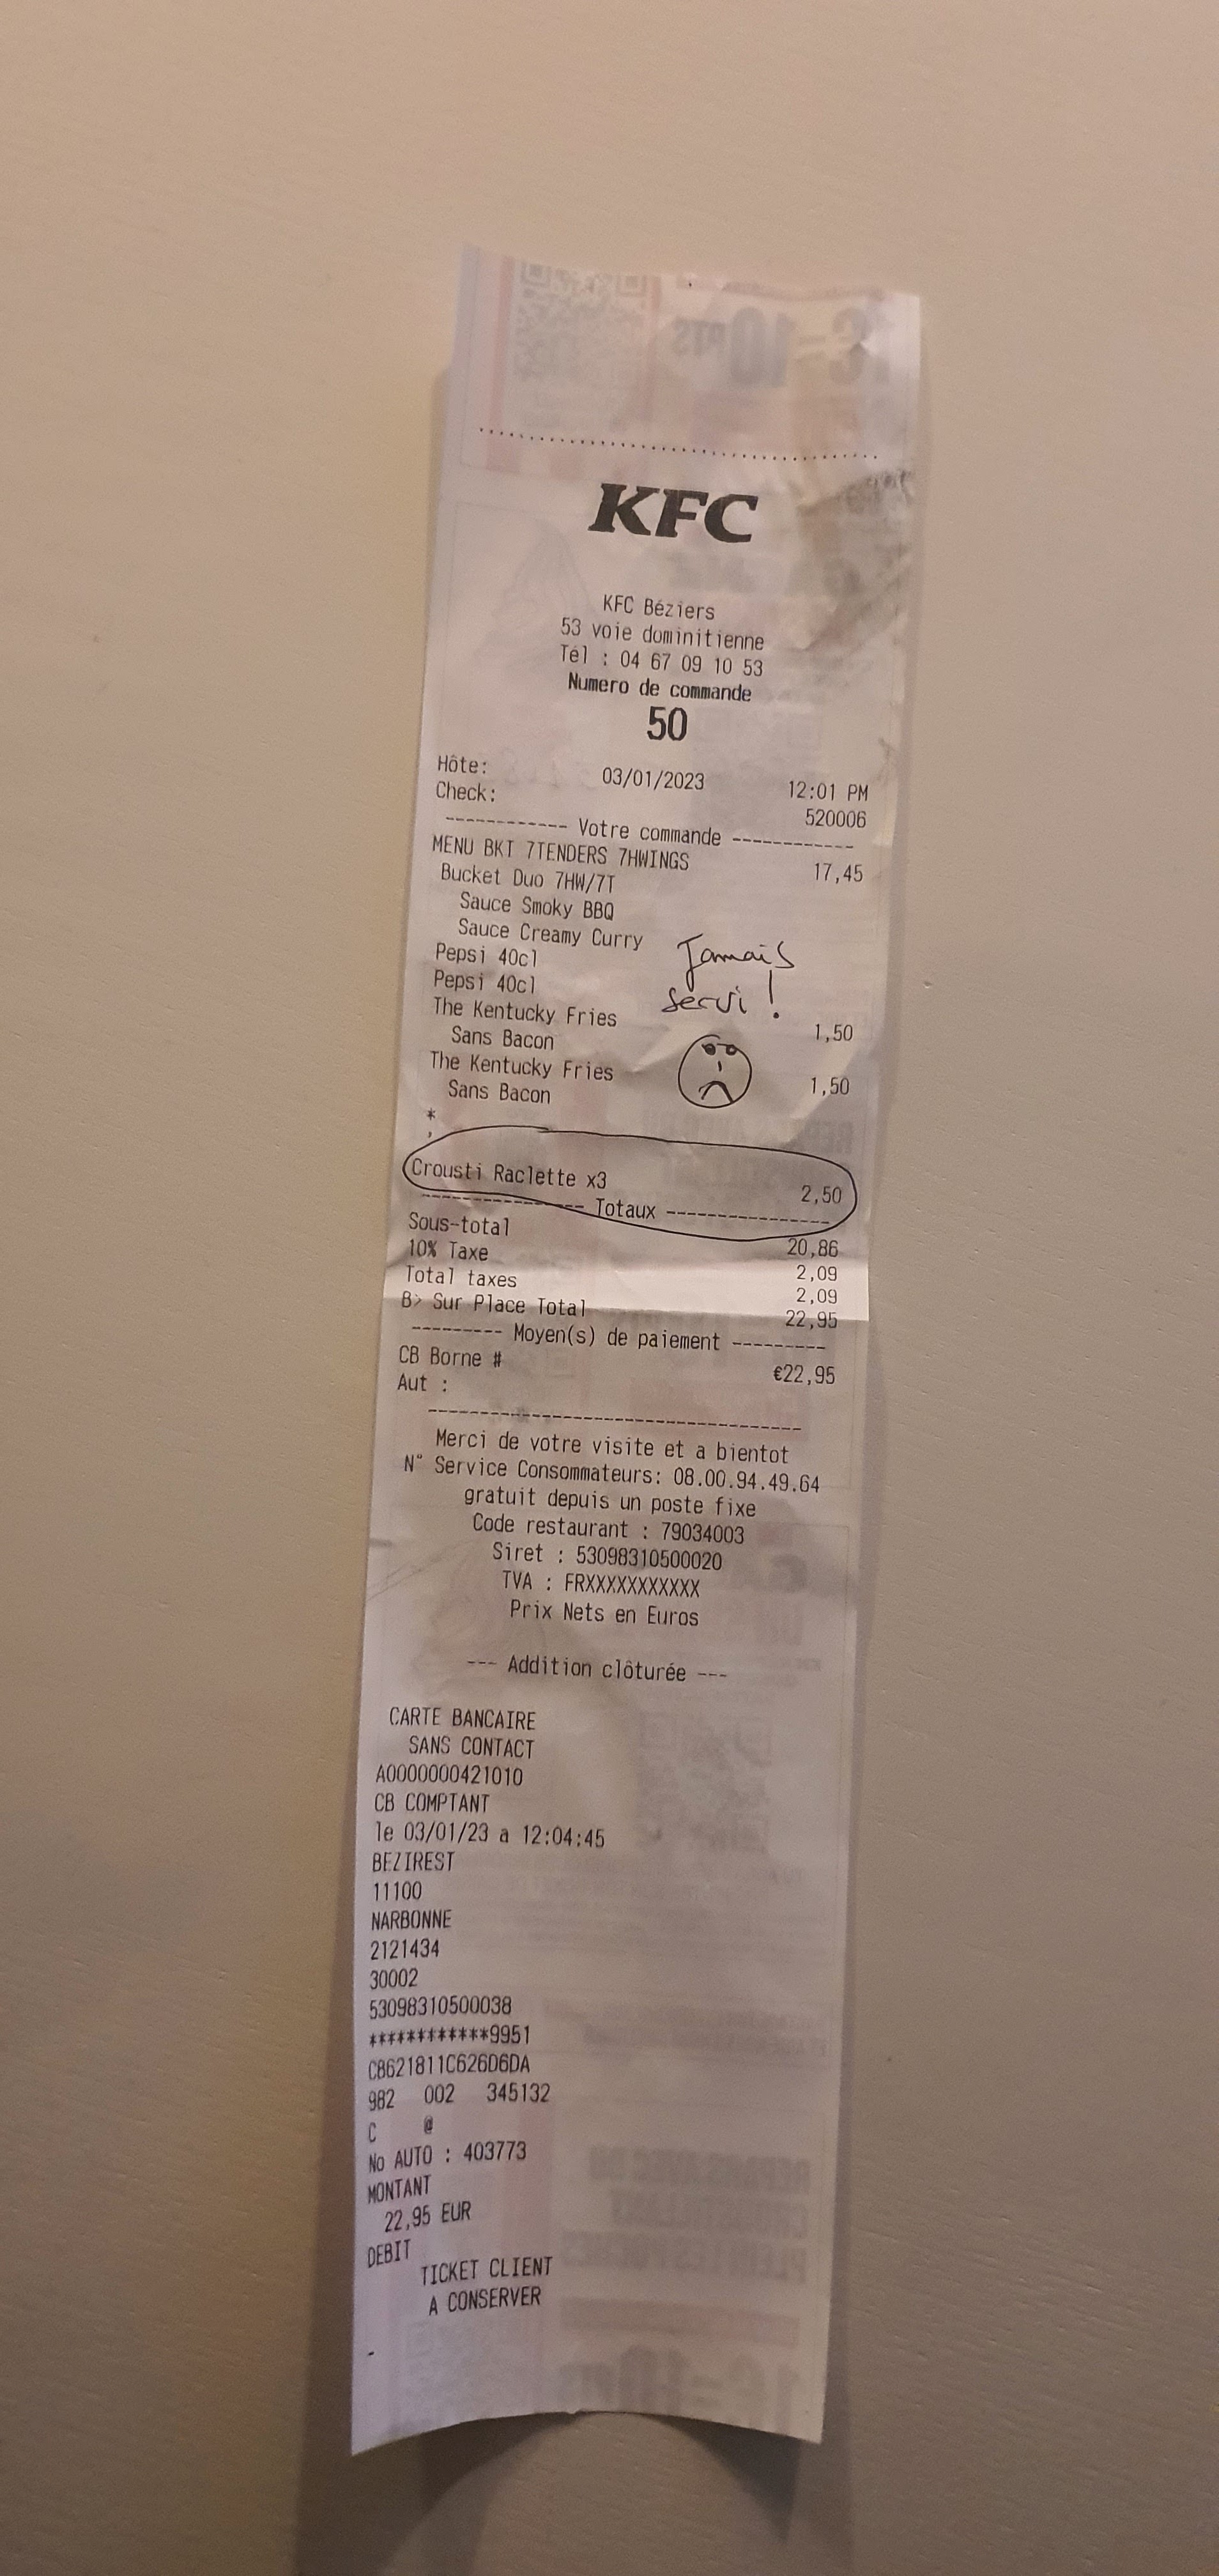 KFC
KFC Béziers
53 voie dominitienne
Tél : 04 67 09 10 53
Numero de commande
50
Hôte: 03/01/2023 12:01 PM
Check: 520006
------------ Votre commande ------------
MENU BKT 7TENDERS 7HWINGS 17,45
Bucket Duo 7HW/7T
Sauce Smoky BBQ
Sauce Creamy Curry
Jamais
Pepsi 40cl
Pepsi 40cl
servi !
The Kentucky Fries 1,50
Sans Bacon
The Kentucky Fries 1,50
Sans Bacon
*
,
Crousti Raclette x3 2,50
---------------- Totaux ----------------
Sous-total 20,86
10% Taxe 2,09
Total taxes 2,09
B> Sur Place Total 22,95
--------- Moyen(s) de paiement ---------
CB Borne # €22,95
Aut :
Merci de votre visite et a bientot
N° Service Consommateurs: 08.00.94.49.64
gratuit depuis un poste fixe
Code restaurant : 79034003
Siret : 53098310500020
TVA : FRXXXXXXXXXXX
Prix Nets en Euros
--- Addition clôturée ---
CARTE BANCAIRE
SANS CONTACT
A0000000421010
CB COMPTANT
le 03/01/23 a 12:04:45
BEZIREST
11100
NARBONNE
2121434
30002
53098310500038
************9951
CB621811C626D6DA
982 002 345132
C @
No AUTO : 403773
MONTANT
22,95 EUR
DEBIT
TICKET CLIENT
A CONSERVER